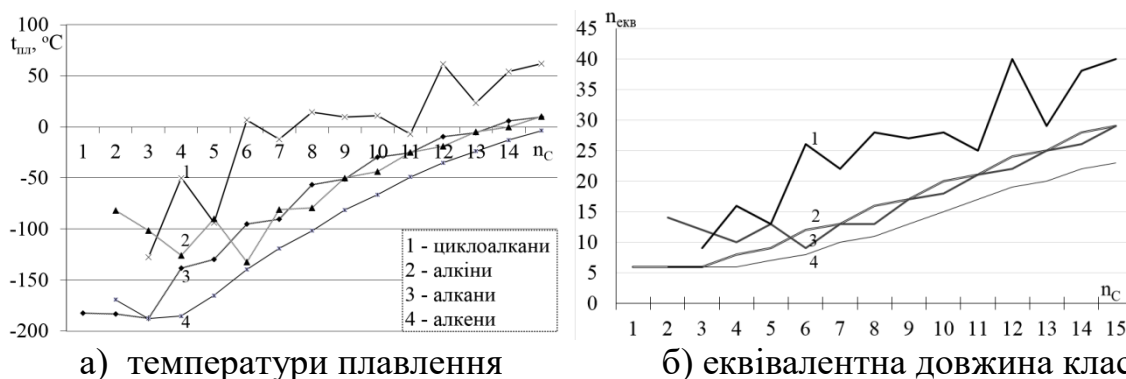 100
t_пл, °C
50
0
1 2 3 4 5 6 7 8 9 10 11 12 13 14 n_C
-50
-100
-150
-200
1
2
3
4
1 - циклоалкани
2 - алкіни
3 - алкани
4 - алкени
а) температури плавлення
n_екв
45
40
35
30
25
20
15
10
5
0
1
2
3
4
n_C
1 2 3 4 5 6 7 8 9 10 11 12 13 14 15
б) еквівалентна довжина клас